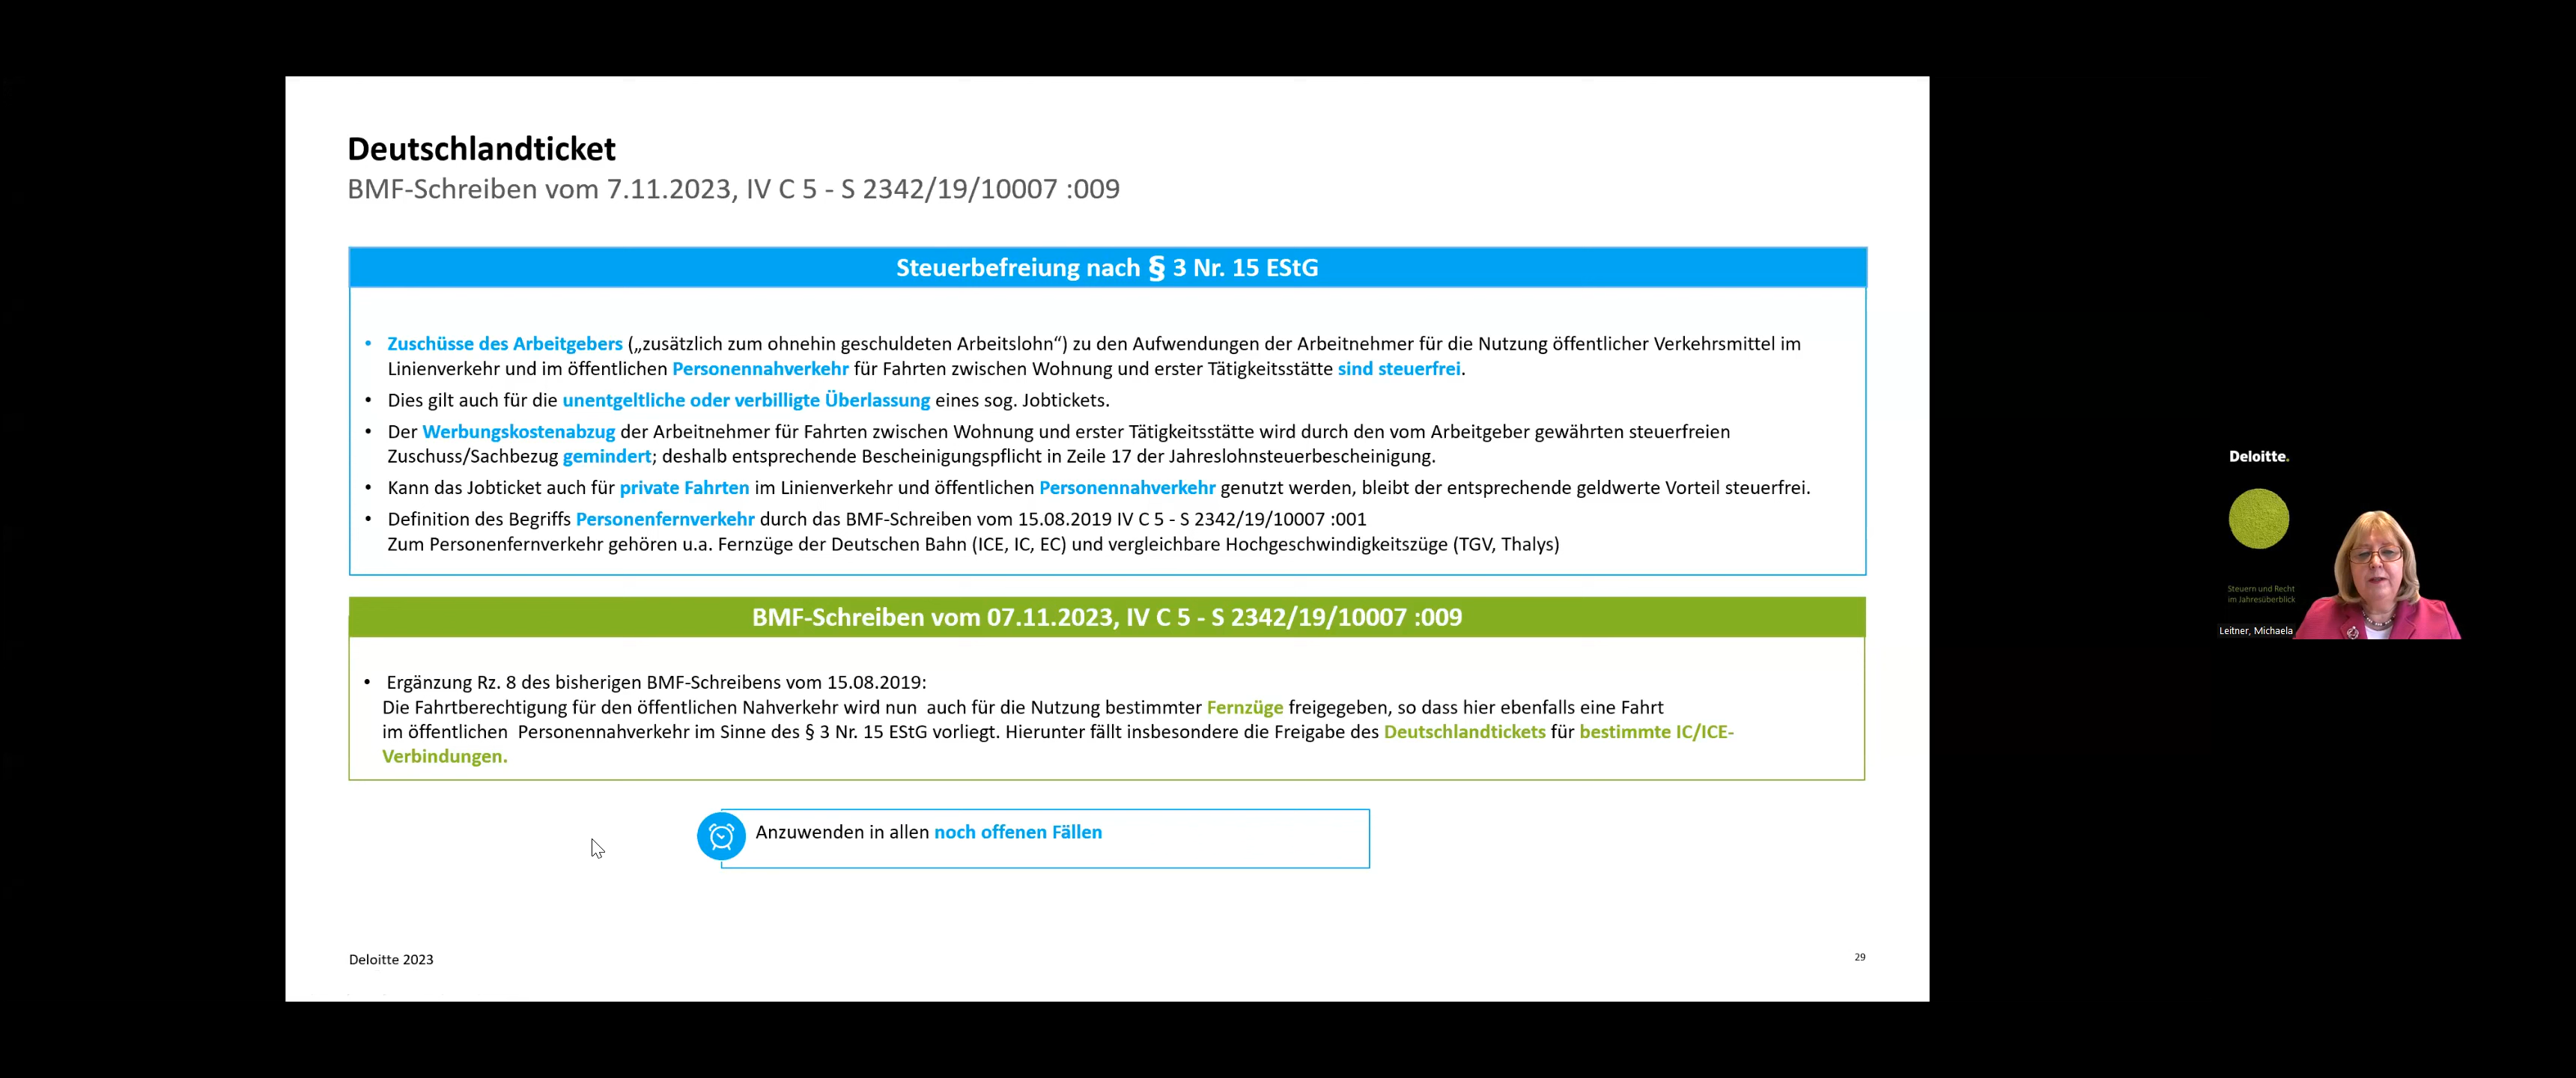 Deutschlandticket
BMF-Schreiben vom 7.11.2023, IV C 5 - S 2342/19/10007 :009
Steuerbefreiung nach § 3 Nr. 15 EStG
• Zuschüsse des Arbeitgebers („zusätzlich zum ohnehin geschuldeten Arbeitslohn“) zu den Aufwendungen der Arbeitnehmer für die Nutzung öffentlicher Verkehrsmittel im
Linienverkehr und im öffentlichen Personennahverkehr für Fahrten zwischen Wohnung und erster Tätigkeitsstätte sind steuerfrei.
• Dies gilt auch für die unentgeltliche oder verbilligte Überlassung eines sog. Jobtickets.
• Der Werbungskostenabzug der Arbeitnehmer für Fahrten zwischen Wohnung und erster Tätigkeitsstätte wird durch den vom Arbeitgeber gewährten steuerfreien
Zuschuss/Sachbezug gemindert; deshalb entsprechende Bescheinigungspflicht in Zeile 17 der Jahreslohnsteuerbescheinigung.
• Kann das Jobticket auch für private Fahrten im Linienverkehr und öffentlichen Personennahverkehr genutzt werden, bleibt der entsprechende geldwerte Vorteil steuerfrei.
• Definition des Begriffs Personenfernverkehr durch das BMF-Schreiben vom 15.08.2019 IV C 5 - S 2342/19/10007 :001
Zum Personenfernverkehr gehören u.a. Fernzüge der Deutschen Bahn (ICE, IC, EC) und vergleichbare Hochgeschwindigkeitszüge (TGV, Thalys)
BMF-Schreiben vom 07.11.2023, IV C 5 - S 2342/19/10007 :009
• Ergänzung Rz. 8 des bisherigen BMF-Schreibens vom 15.08.2019:
Die Fahrtberechtigung für den öffentlichen Nahverkehr wird nun auch für die Nutzung bestimmter Fernzüge freigegeben, so dass hier ebenfalls eine Fahrt
im öffentlichen Personennahverkehr im Sinne des § 3 Nr. 15 EStG vorliegt. Hierunter fällt insbesondere die Freigabe des Deutschlandtickets für bestimmte IC/ICE-
Verbindungen.
Anzuwenden in allen noch offenen Fällen
Deloitte 2023
29
Deloitte.
Steuern und Recht
im Jahresüberblick
Leitner, Michaela